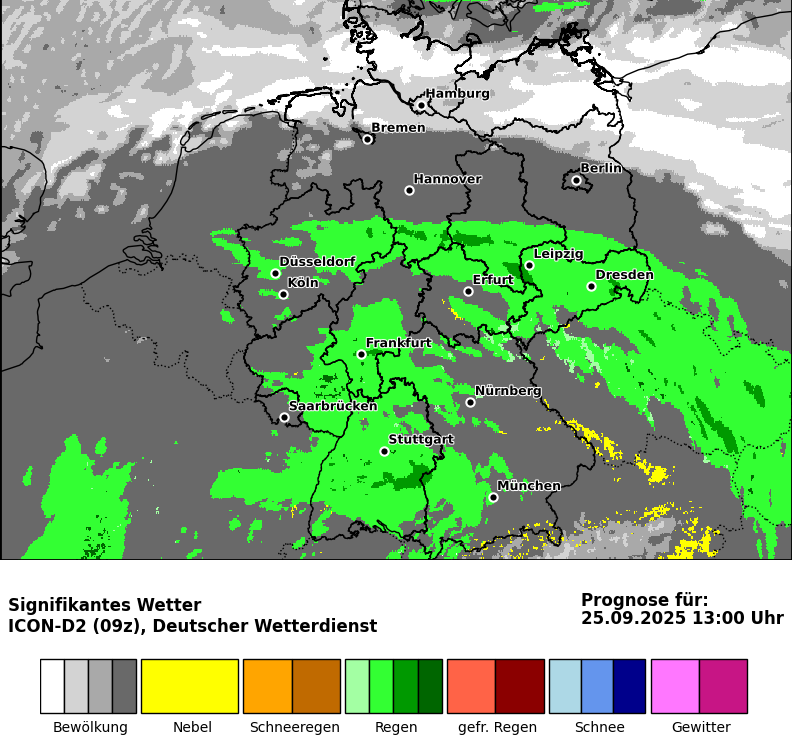 Hamburg
Bremen
Berlin
Hannover
Leipzig
Düsseldorf
Dresden
Erfurt
Köln
Frankfurt
Nürnberg
Saarbrücken
Stuttgart
München
Signifikantes Wetter
ICON-D2 (09z), Deutscher Wetterdienst
Prognose für:
25.09.2025 13:00 Uhr
Bewölkung
Nebel
Schneeregen
Regen
gefr. Regen
Schnee
Gewitter